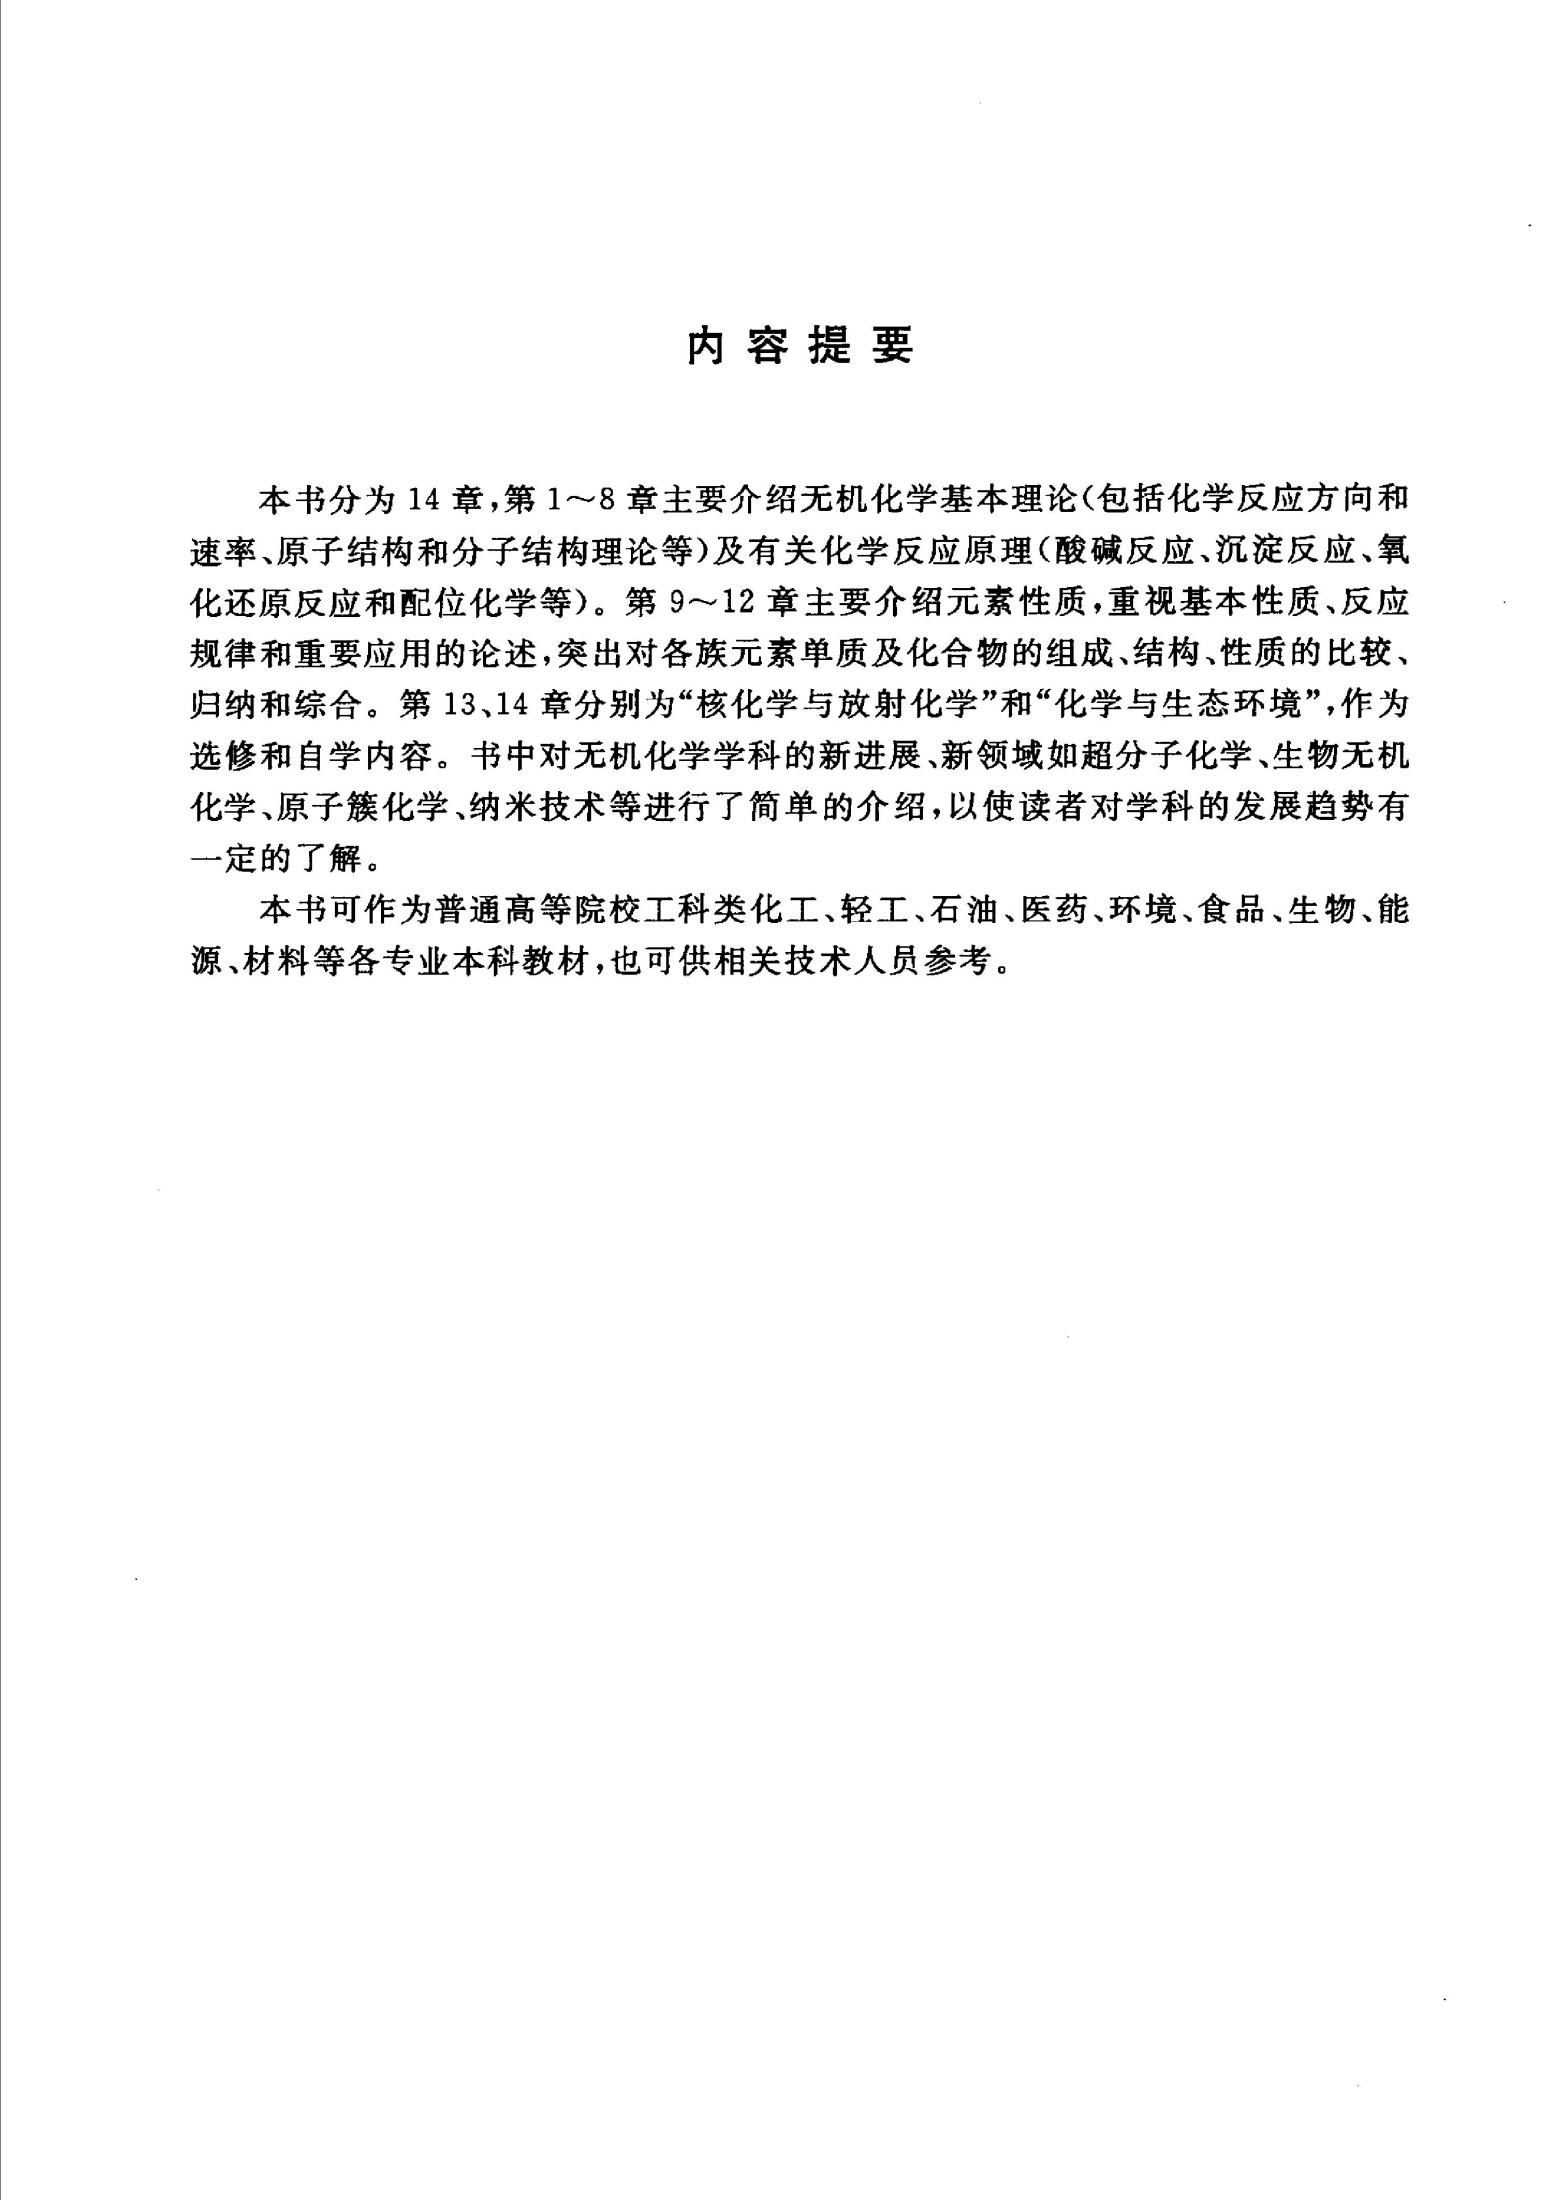 内容提要
本书分为 14 章，第 1～8 章主要介绍无机化学基本理论（包括化学反应方向和
速率、原子结构和分子结构理论等）及有关化学反应原理（酸碱反应、沉淀反应、氧
化还原反应和配位化学等）。第 9～12 章主要介绍元素性质，重视基本性质、反应
规律和重要应用的论述，突出对各族元素单质及化合物的组成、结构、性质的比较、
归纳和综合。第 13、14 章分别为“核化学与放射化学”和“化学与生态环境”，作为
选修和自学内容。书中对无机化学学科的新进展、新领域如超分子化学、生物无机
化学、原子簇化学、纳米技术等进行了简单的介绍，以使读者对学科的发展趋势有
一定的了解。
本书可作为普通高等院校工科类化工、轻工、石油、医药、环境、食品、生物、能
源、材料等各专业本科教材，也可供相关技术人员参考。